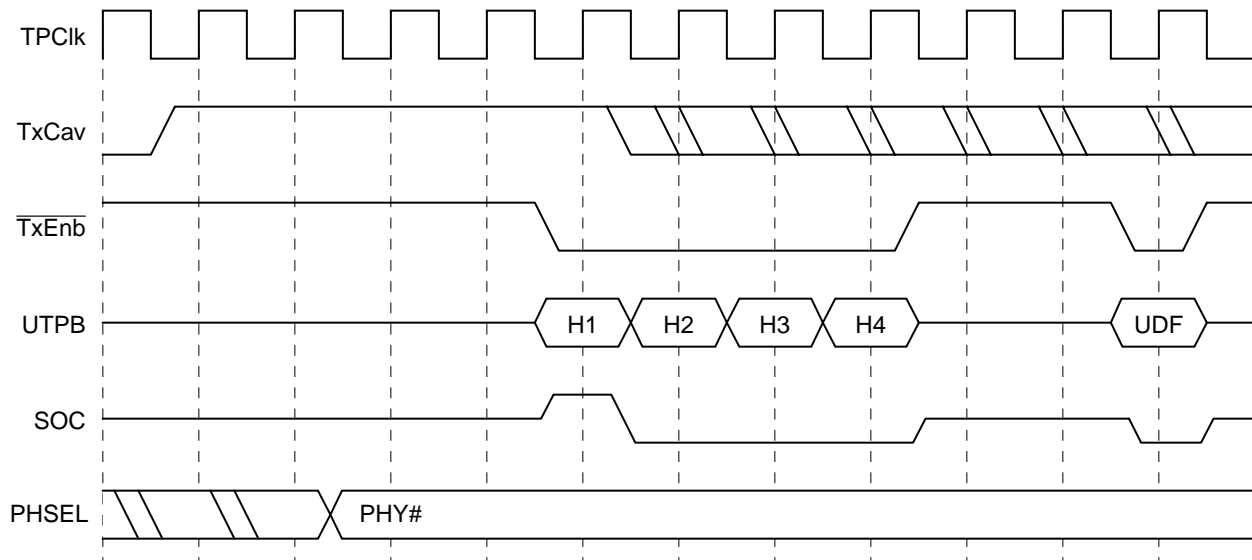 TPClk
TxCav
TxEnb
UTPB H1 H2 H3 H4 UDF
SOC
PHSEL PHY#